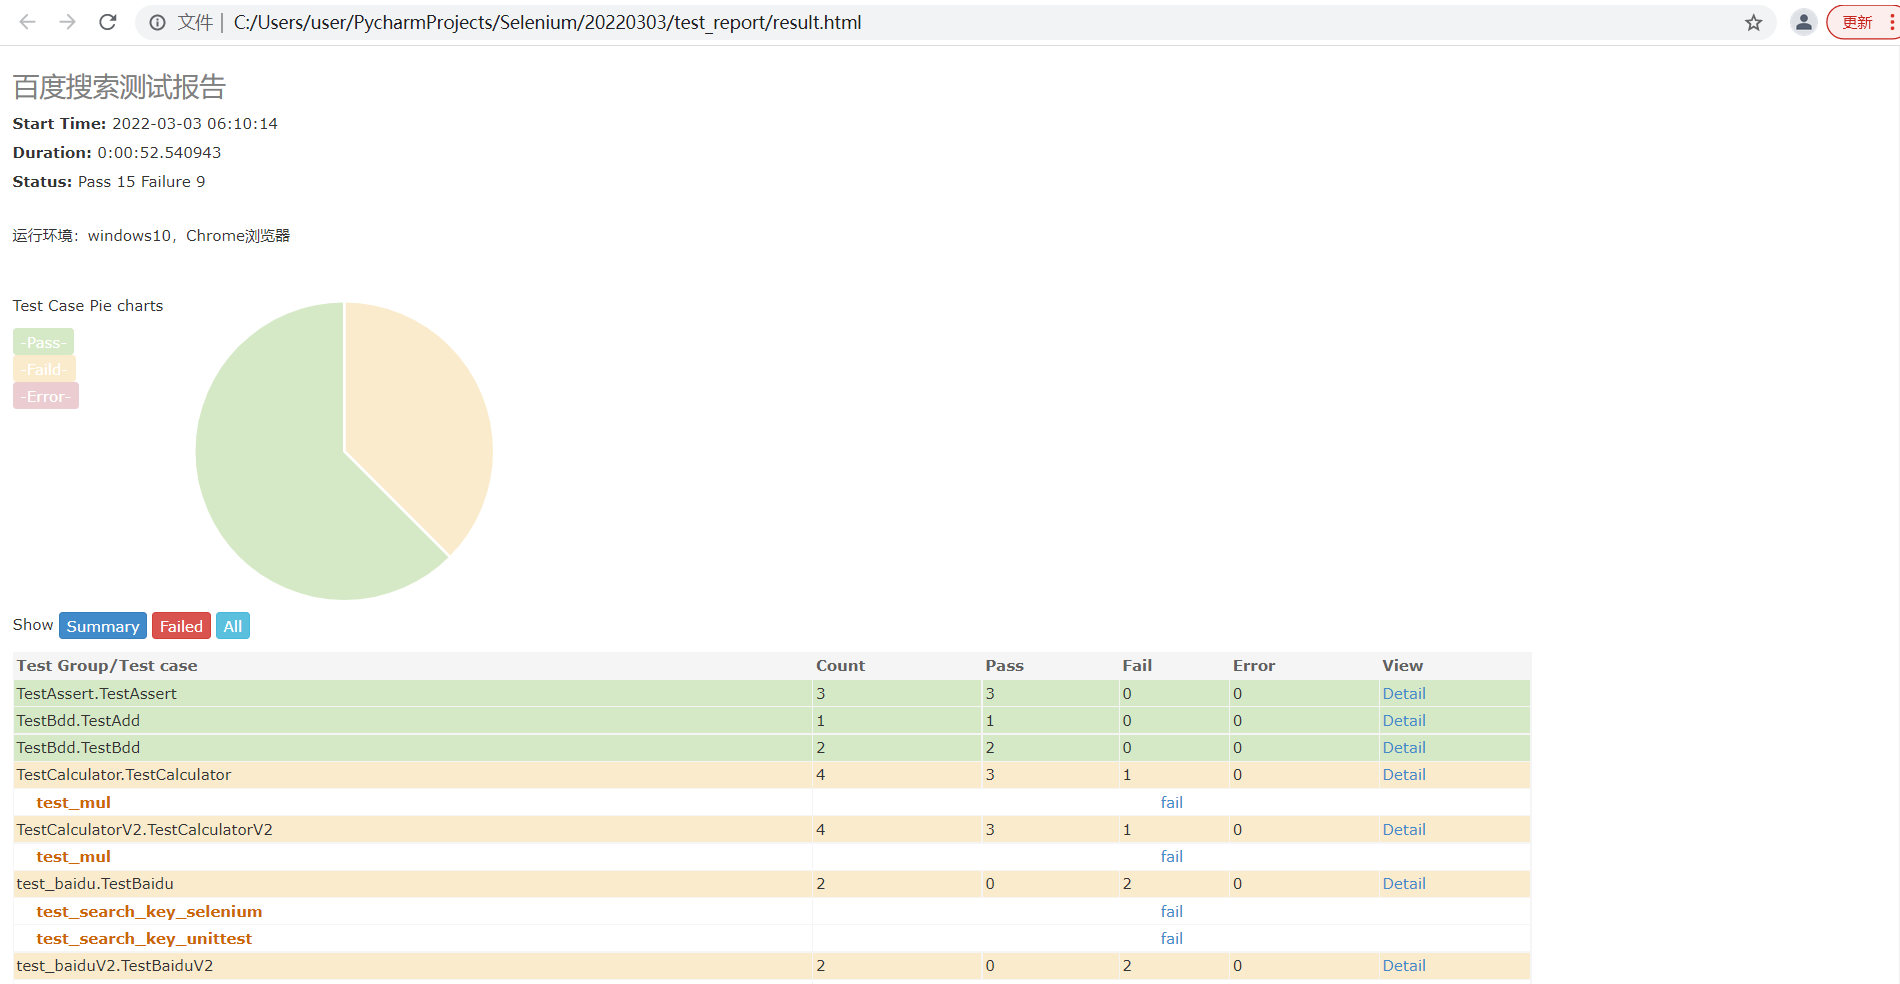 文件 | C:/Users/user/PycharmProjects/Selenium/20220303/test_report/result.html 更新
百度搜索测试报告
Start Time: 2022-03-03 06:10:14
Duration: 0:00:52.540943
Status: Pass 15 Failure 9
运行环境：windows10，Chrome浏览器
Test Case Pie charts
-Pass-
-Faild-
-Error-
Show Summary Failed All
Test Group/Test case Count Pass Fail Error View
TestAssert.TestAssert 3 3 0 0 Detail
TestBdd.TestAdd 1 1 0 0 Detail
TestBdd.TestBdd 2 2 0 0 Detail
TestCalculator.TestCalculator 4 3 1 0 Detail
test_mul fail
TestCalculatorV2.TestCalculatorV2 4 3 1 0 Detail
test_mul fail
test_baidu.TestBaidu 2 0 2 0 Detail
test_search_key_selenium fail
test_search_key_unittest fail
test_baiduV2.TestBaiduV2 2 0 2 0 Detail